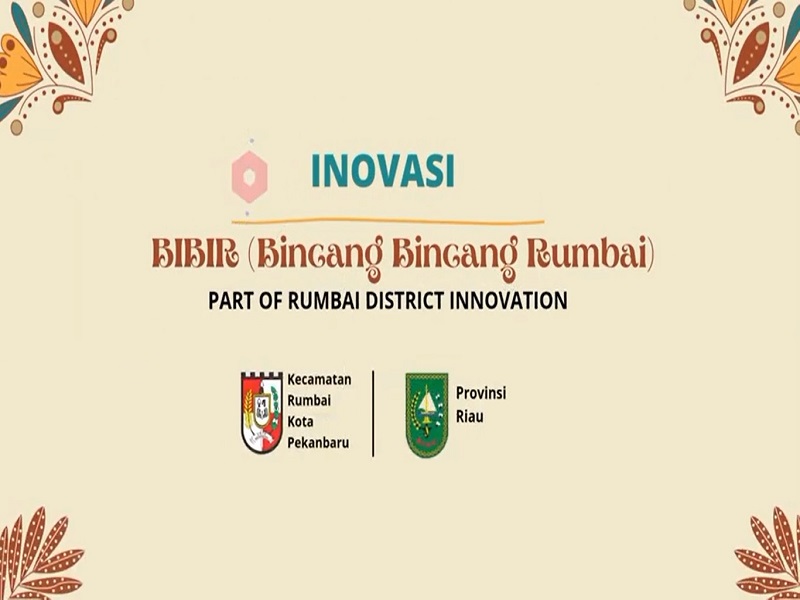 INOVASI
BIBIR (Bincang Bincang Rumbai)
PART OF RUMBAI DISTRICT INNOVATION
Kecamatan
Rumbai
Kota
Pekanbaru
Provinsi
Riau